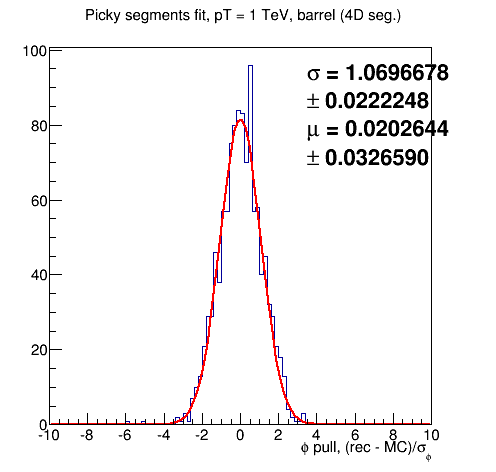 Picky segments fit, pT = 1 TeV, barrel (4D seg.)
100
80
60
40
20
0
σ = 1.0696678
± 0.0222248
μ = 0.0202644
± 0.0326590
-10 -8 -6 -4 -2 0 2 4 6 8 10
ϕ pull, (rec - MC)/σϕ